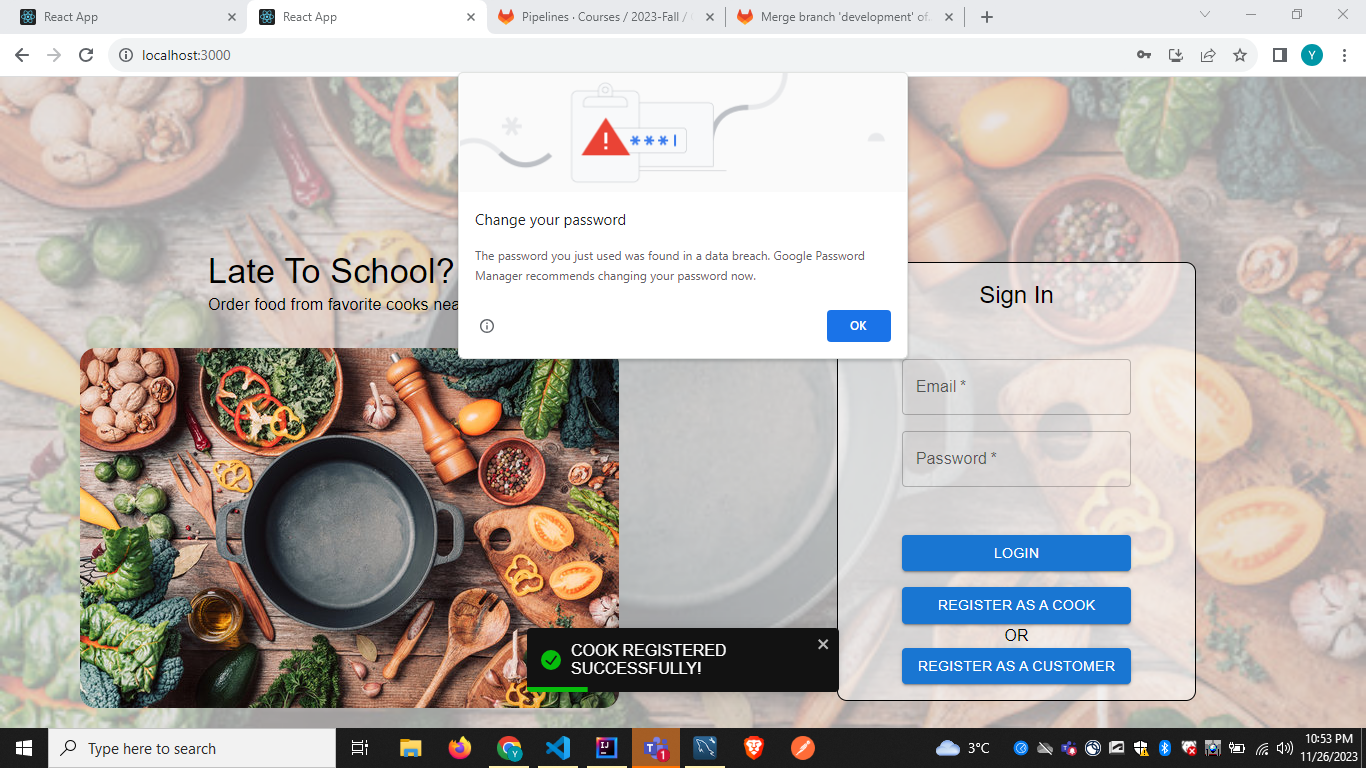 React App
React App
Pipelines · Courses / 2023-Fall /
Merge branch 'development' of
localhost:3000
Y
***|
Change your password
The password you just used was found in a data breach. Google Password
Manager recommends changing your password now.
OK
Late To School?
Order food from favorite cooks nea
Sign In
Email *
Password *
LOGIN
REGISTER AS A COOK
OR
REGISTER AS A CUSTOMER
COOK REGISTERED
SUCCESSFULLY!
Type here to search
1
3°C
10:53 PM
11/26/2023